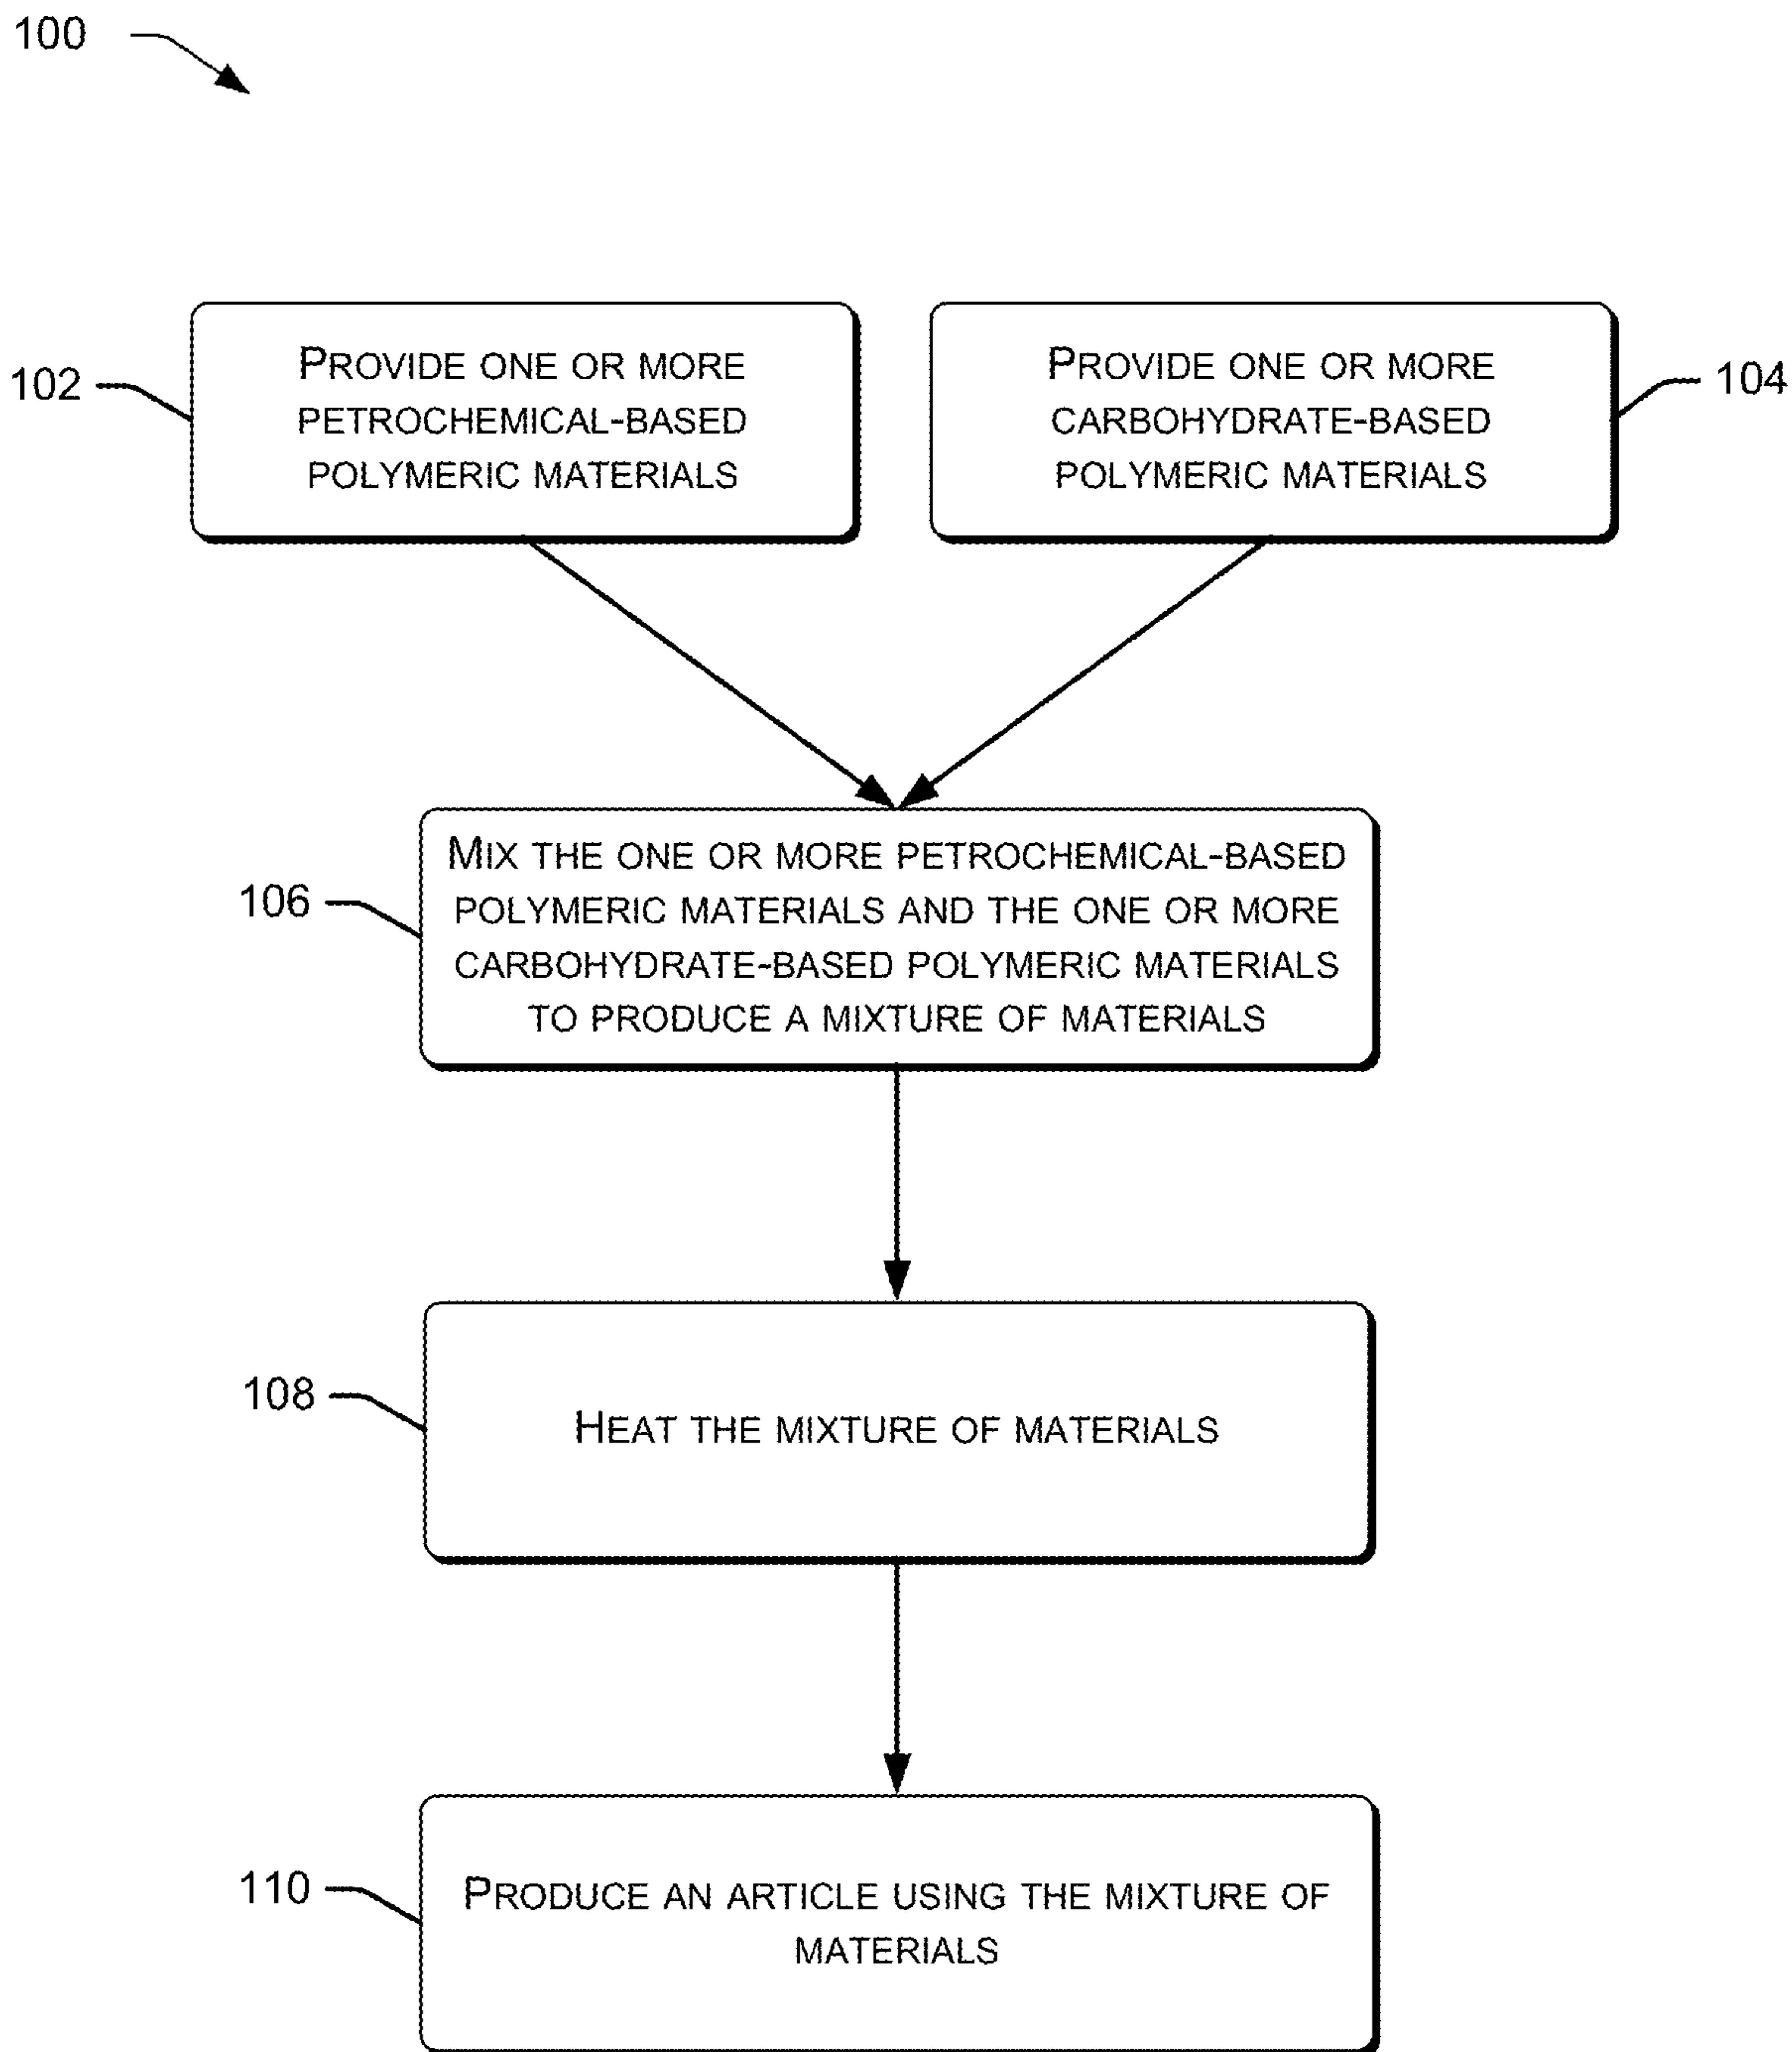 100
PROVIDE ONE OR MORE
PETROCHEMICAL-BASED
POLYMERIC MATERIALS
102
PROVIDE ONE OR MORE
CARBOHYDRATE-BASED
POLYMERIC MATERIALS
104
MIX THE ONE OR MORE PETROCHEMICAL-BASED
POLYMERIC MATERIALS AND THE ONE OR MORE
CARBOHYDRATE-BASED POLYMERIC MATERIALS
TO PRODUCE A MIXTURE OF MATERIALS
106
HEAT THE MIXTURE OF MATERIALS
108
PRODUCE AN ARTICLE USING THE MIXTURE OF
MATERIALS
110